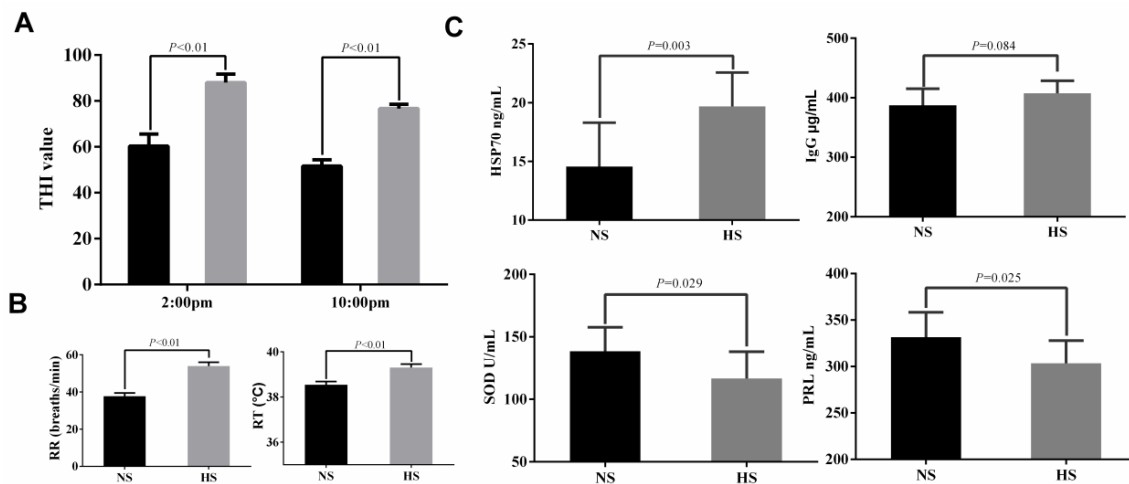 A
P<0.01
P<0.01
THI value
100
80
60
40
20
0
2:00pm
10:00pm
B
P<0.01
RR (breaths/min)
60
40
20
0
NS
HS
P<0.01
RT (°C)
40
38
36
NS
HS
C
P=0.003
HSP70 ng/mL
25
20
15
10
NS
HS
P=0.084
IgG µg/mL
500
400
300
200
NS
HS
P=0.029
SOD U/mL
200
150
100
50
NS
HS
P=0.025
PRL ng/mL
400
350
300
250
200
NS
HS